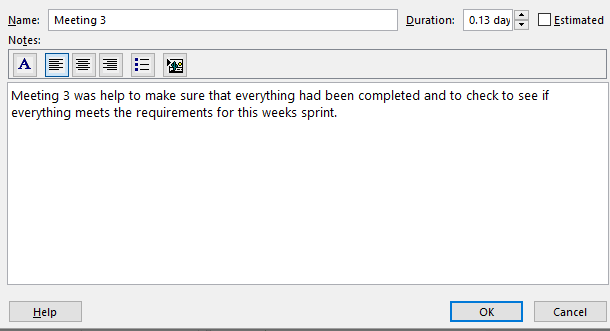 Name: Meeting 3 Duration: 0.13 day Estimated
Notes:
A
Meeting 3 was help to make sure that everything had been completed and to check to see if
everything meets the requirements for this weeks sprint.
Help OK Cancel